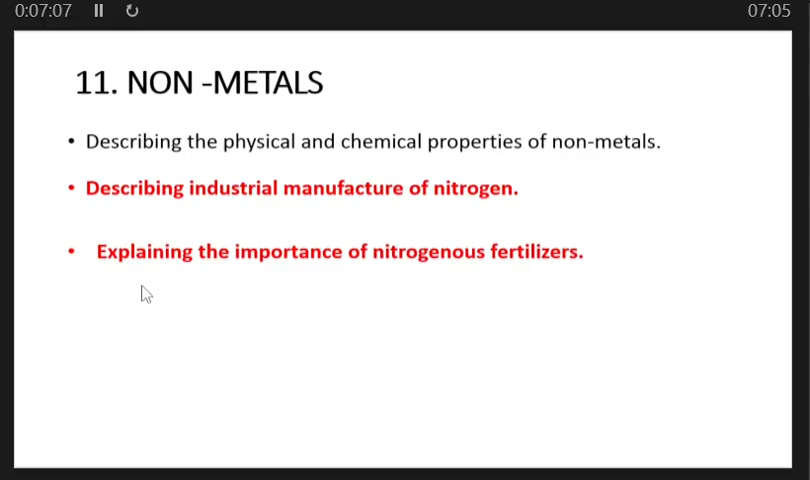 0:07:07
07:05
11. NON -METALS
• Describing the physical and chemical properties of non-metals.
• Describing industrial manufacture of nitrogen.
• Explaining the importance of nitrogenous fertilizers.